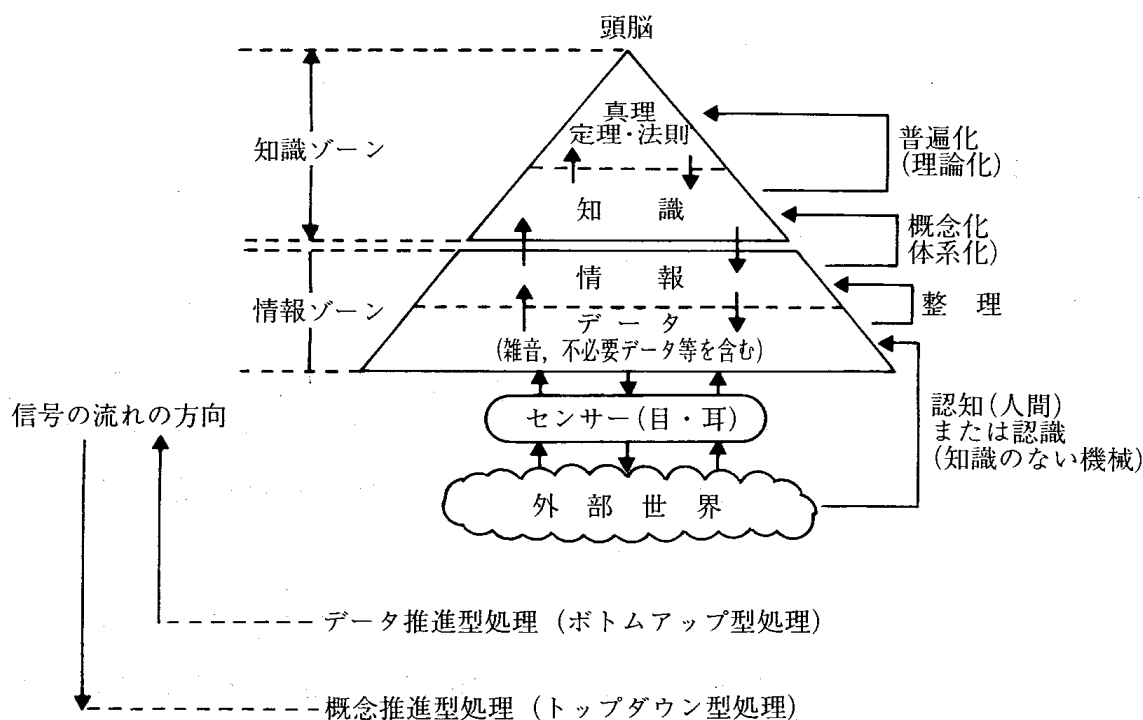 頭脳
真理
定理・法則
知識ゾーン
普遍化
(理論化)
知識
概念化
体系化)
情報
情報ゾーン
整理
データ
(雑音，不必要データ等を含む)
信号の流れの方向
センサー(目・耳)
認知(人間)
または認識
(知識のない機械)
外部世界
データ推進型処理 (ボトムアップ型処理)
概念推進型処理 (トップダウン型処理)